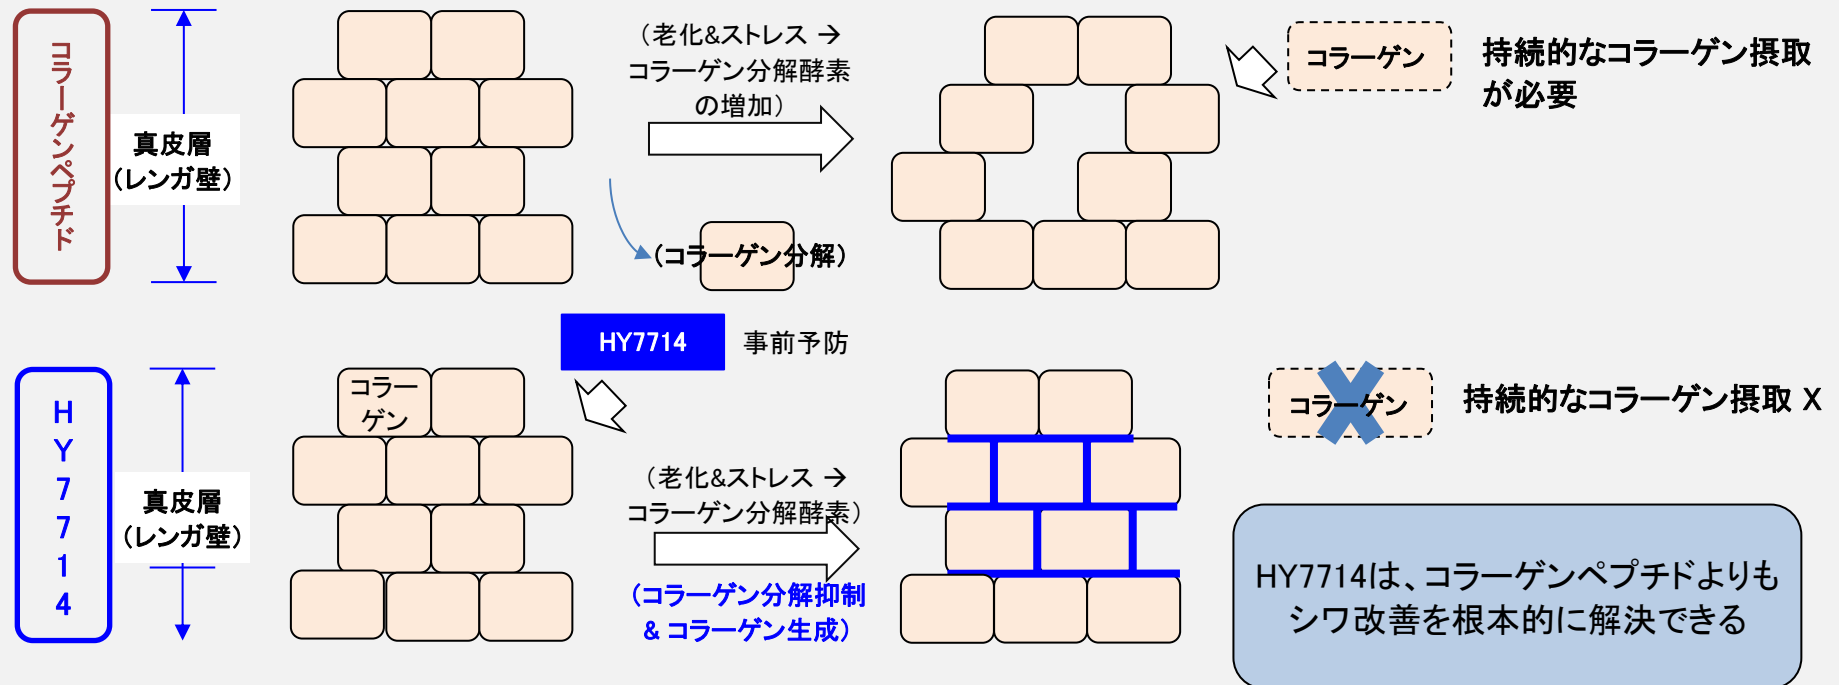 コラーゲンペプチド
真皮層
(レンガ壁)
(老化&ストレス →
コラーゲン分解酵素
の増加)
(コラーゲン分解)
コラーゲン
持続的なコラーゲン摂取
が必要
HY7714
事前予防
HY7714
真皮層
(レンガ壁)
コラー
ゲン
(老化&ストレス →
コラーゲン分解酵素)
(コラーゲン分解抑制
& コラーゲン生成)
コラーゲン
持続的なコラーゲン摂取 X
HY7714は、コラーゲンペプチドよりも
シワ改善を根本的に解決できる